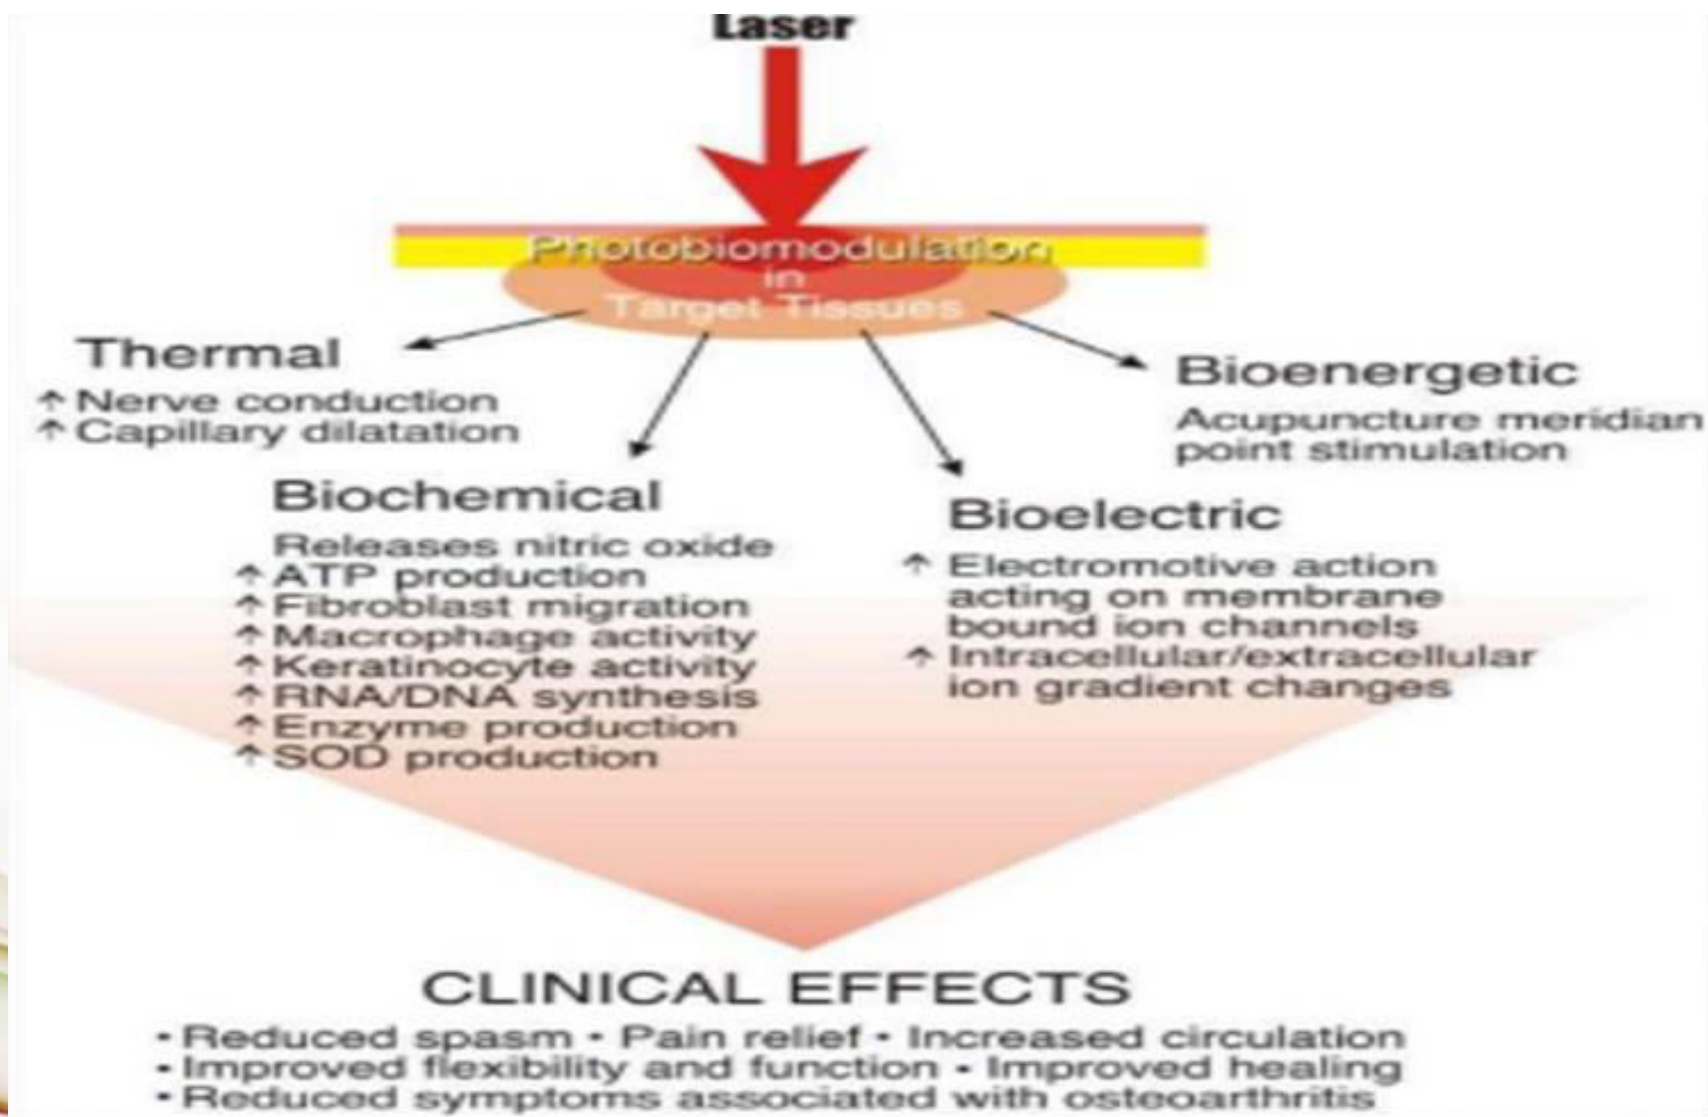 Laser
Photobiomodulation
in
Target Tissues
Thermal
↑ Nerve conduction
↑ Capillary dilatation
Biochemical
Releases nitric oxide
↑ ATP production
↑ Fibroblast migration
↑ Macrophage activity
↑ Keratinocyte activity
↑ RNA/DNA synthesis
↑ Enzyme production
↑ SOD production
Bioelectric
↑ Electromotive action
acting on membrane
bound ion channels
↑ Intracellular/extracellular
ion gradient changes
Bioenergetic
Acupuncture meridian
point stimulation
CLINICAL EFFECTS
• Reduced spasm • Pain relief • Increased circulation
• Improved flexibility and function • Improved healing
• Reduced symptoms associated with osteoarthritis